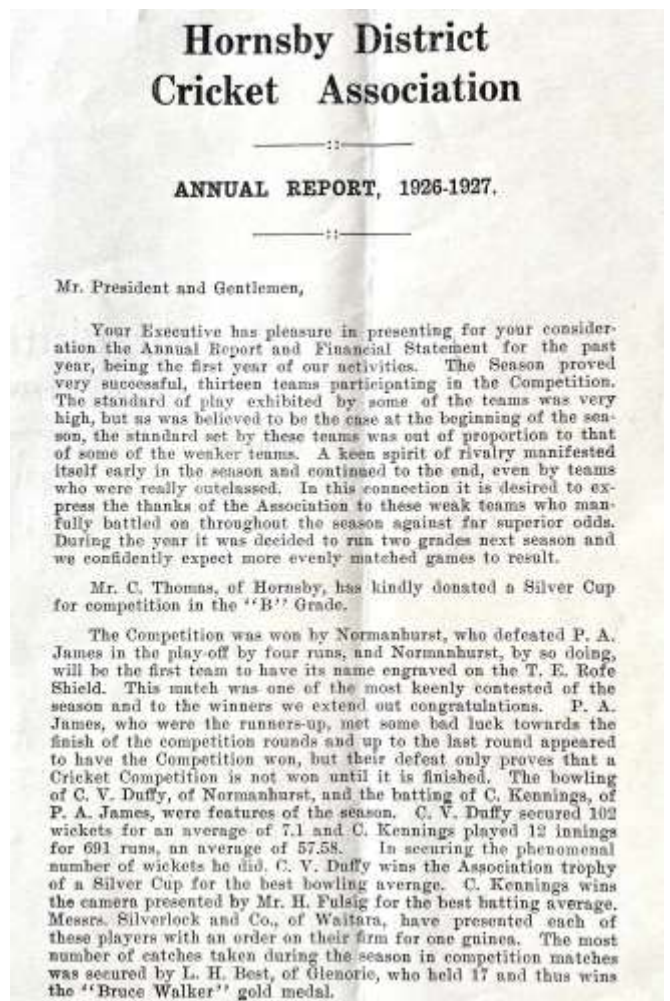 Hornsby District
Cricket Association
ANNUAL REPORT, 1926-1927.
Mr. President and Gentlemen,
Your Executive has pleasure in presenting for your consider-
ation the Annual Report and Financial Statement for the past
year, being the first year of our activities. The Season proved
very successful, thirteen teams participating in the Competition.
The standard of play exhibited by some of the teams was very
high, but as was believed to be the case at the beginning of the sea-
son, the standard set by these teams was out of proportion to that
of some of the weaker teams. A keen spirit of rivalry manifested
itself early in the season and continued to the end, even by teams
who were really outclassed. In this connection it is desired to ex-
press the thanks of the Association to these weak teams who man-
fully battled on throughout the season against far superior odds.
During the year it was decided to run two grades next season and
we confidently expect more evenly matched games to result.
Mr. C. Thomas, of Hornsby, has kindly donated a Silver Cup
for competition in the "B" Grade.
The Competition was won by Normanhurst, who defeated P. A.
James in the play-off by four runs, and Normanhurst, by so doing,
will be the first team to have its name engraved on the T. E. Rofe
Shield. This match was one of the most keenly contested of the
season and to the winners we extend out congratulations. P. A.
James, who were the runners-up, met some bad luck towards the
finish of the competition rounds and up to the last round appeared
to have the Competition won, but their defeat only proves that a
Cricket Competition is not won until it is finished. The bowling
of C. V. Duffy, of Normanhurst, and the batting of C. Kennings, of
P. A. James, were features of the season. C. V. Duffy secured 102
wickets for an average of 7.1 and C. Kennings played 12 innings
for 691 runs, an average of 57.58. In securing the phenomenal
number of wickets he did. C. V. Duffy wins the Association trophy
of a Silver Cup for the best bowling average. C. Kennings wins
the camera presented by Mr. H. Fulsig for the best batting average.
Messrs. Silverlock and Co., of Waitara, have presented each of
these players with an order on their firm for one guinea. The most
number of catches taken during the season in competition matches
was secured by L. H. Best, of Glenorie, who held 17 and thus wins
the "Bruce Walker" gold medal.